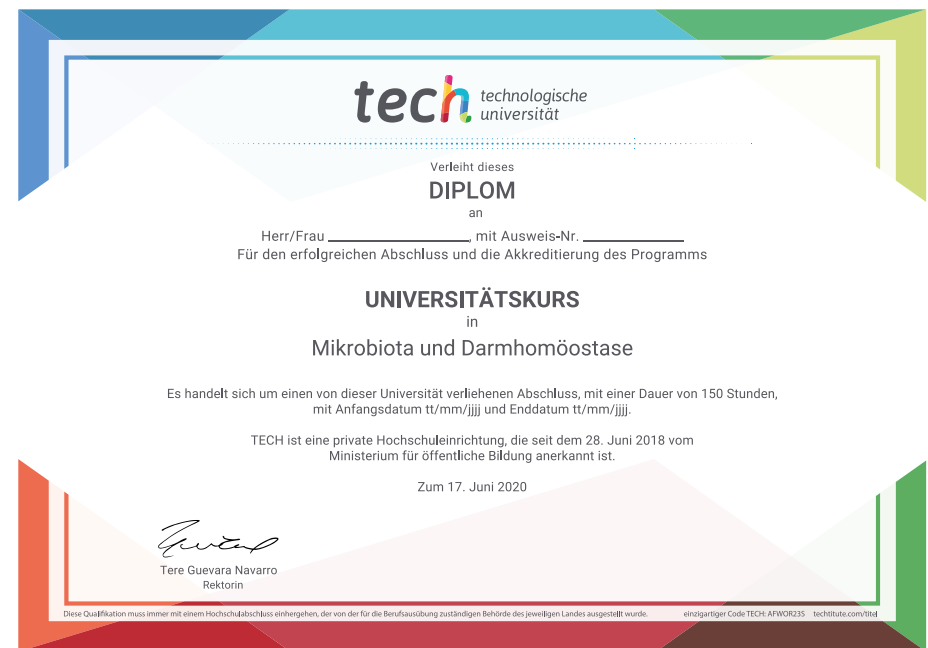 tech technologische
universität
Verleiht dieses
DIPLOM
an
Herr/Frau ____________________, mit Ausweis-Nr. ______________
Für den erfolgreichen Abschluss und die Akkreditierung des Programms
UNIVERSITÄTSKURS
in
Mikrobiota und Darmhomöostase
Es handelt sich um einen von dieser Universität verliehenen Abschluss, mit einer Dauer von 150 Stunden,
mit Anfangsdatum tt/mm/jjjj und Enddatum tt/mm/jjjj.
TECH ist eine private Hochschuleinrichtung, die seit dem 28. Juni 2018 vom
Ministerium für öffentliche Bildung anerkannt ist.
Zum 17. Juni 2020
Tere Guevara Navarro
Rektorin
Diese Qualifikation muss immer mit einem Hochschulabschluss einhergehen, der von der für die Berufsausübung zuständigen Behörde des jeweiligen Landes ausgestellt wurde. einzigartiger Code TECH: AFWOR23S techtitute.com/titel